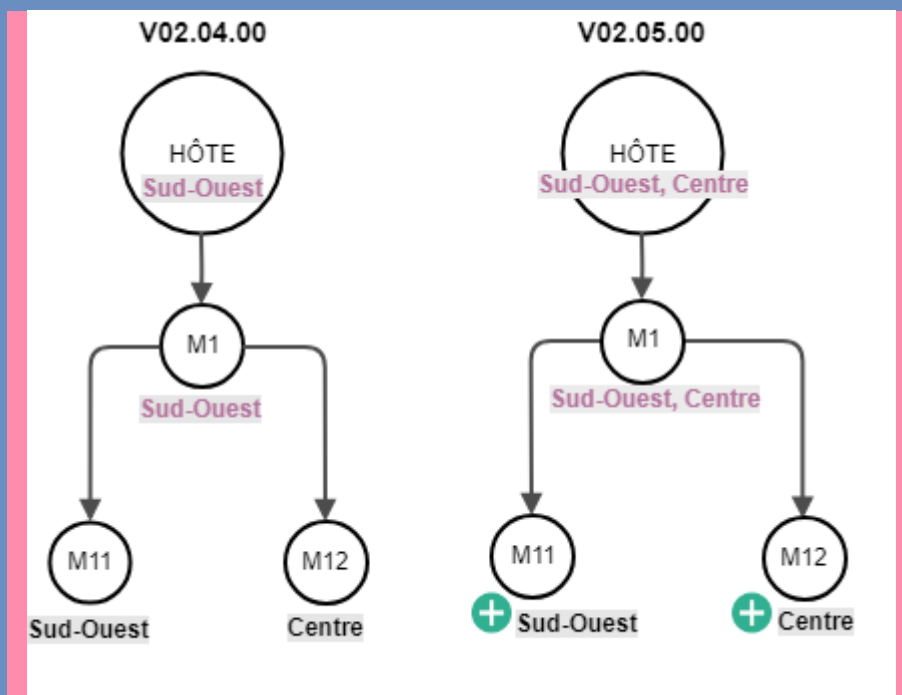 V02.04.00
HÔTE
Sud-Ouest
M1
Sud-Ouest
M11
Sud-Ouest
M12
Centre
V02.05.00
HÔTE
Sud-Ouest, Centre
M1
Sud-Ouest, Centre
M11
Sud-Ouest
M12
Centre